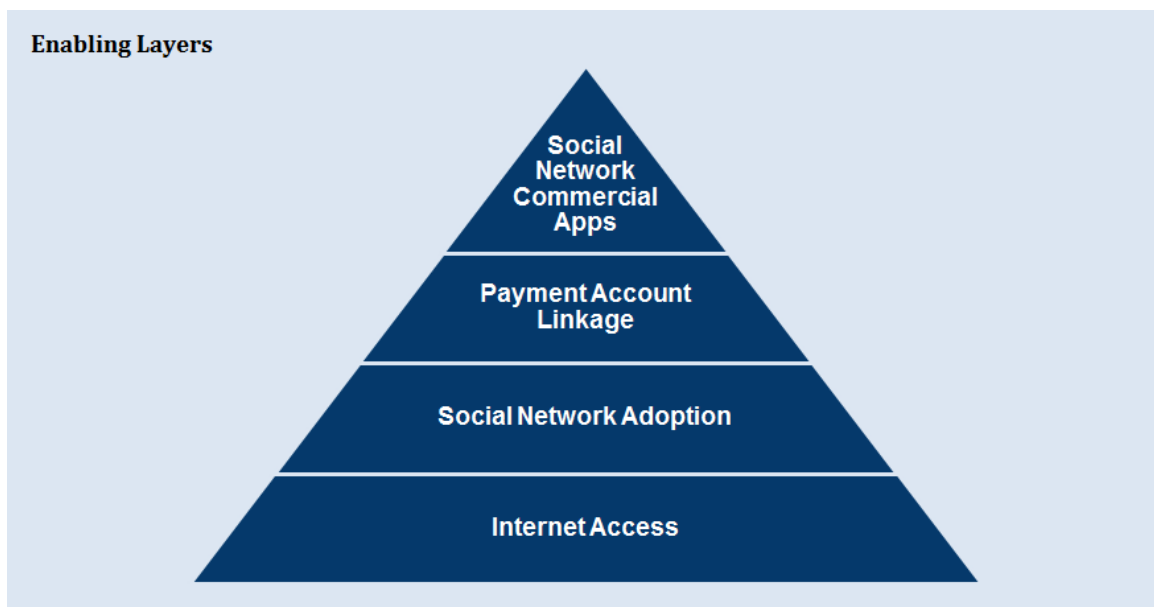 Enabling Layers
Social
Network
Commercial
Apps
Payment Account
Linkage
Social Network Adoption
Internet Access